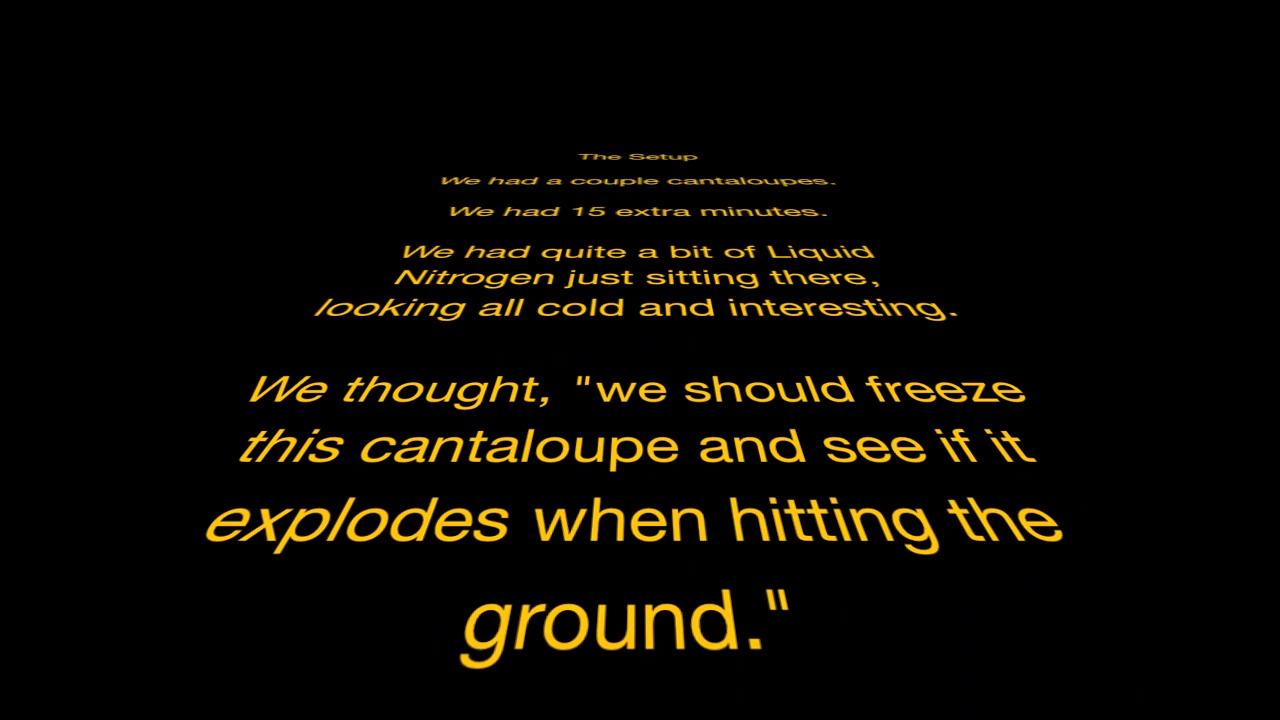 The Setup
We had a couple cantaloupes.
We had 15 extra minutes.
We had quite a bit of Liquid
Nitrogen just sitting there,
looking all cold and interesting.
We thought, "we should freeze
this cantaloupe and see if it
explodes when hitting the
ground."